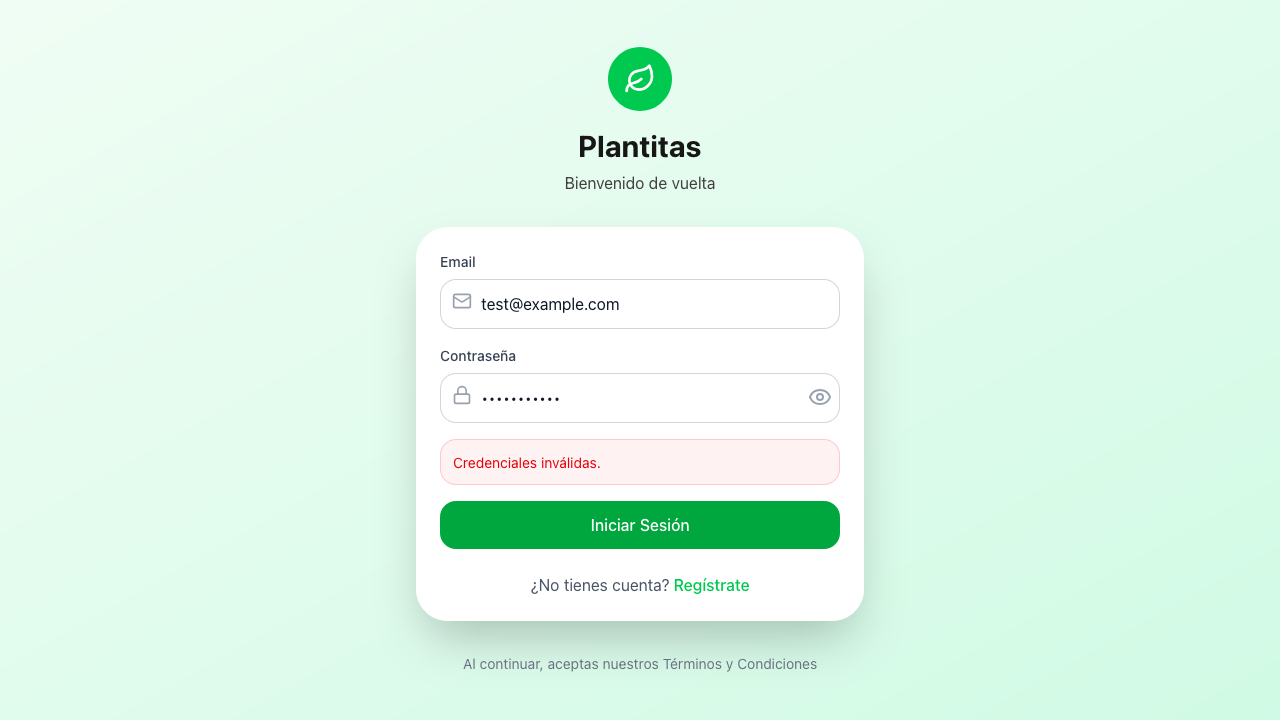 Plantitas
Bienvenido de vuelta
Email
test@example.com
Contraseña
•••••••••••
Credenciales inválidas.
Iniciar Sesión
¿No tienes cuenta? Regístrate
Al continuar, aceptas nuestros Términos y Condiciones